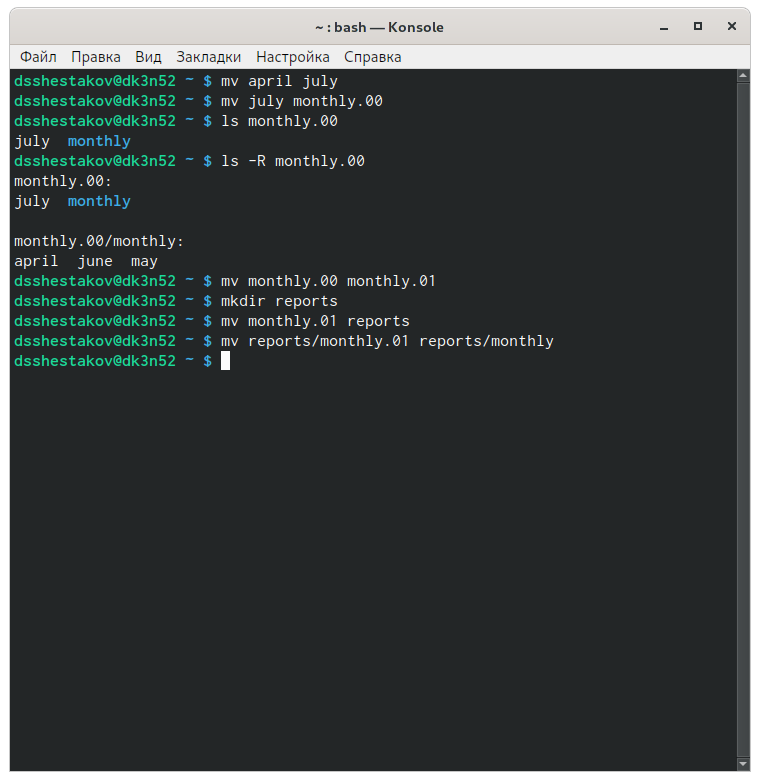 ~ : bash — Konsole
Файл Правка Вид Закладки Настройка Справка
dsshestakov@dk3n52 ~ $ mv april july
dsshestakov@dk3n52 ~ $ mv july monthly.00
dsshestakov@dk3n52 ~ $ ls monthly.00
july  monthly
dsshestakov@dk3n52 ~ $ ls -R monthly.00
monthly.00:
july  monthly
monthly.00/monthly:
april  june  may
dsshestakov@dk3n52 ~ $ mv monthly.00 monthly.01
dsshestakov@dk3n52 ~ $ mkdir reports
dsshestakov@dk3n52 ~ $ mv monthly.01 reports
dsshestakov@dk3n52 ~ $ mv reports/monthly.01 reports/monthly
dsshestakov@dk3n52 ~ $